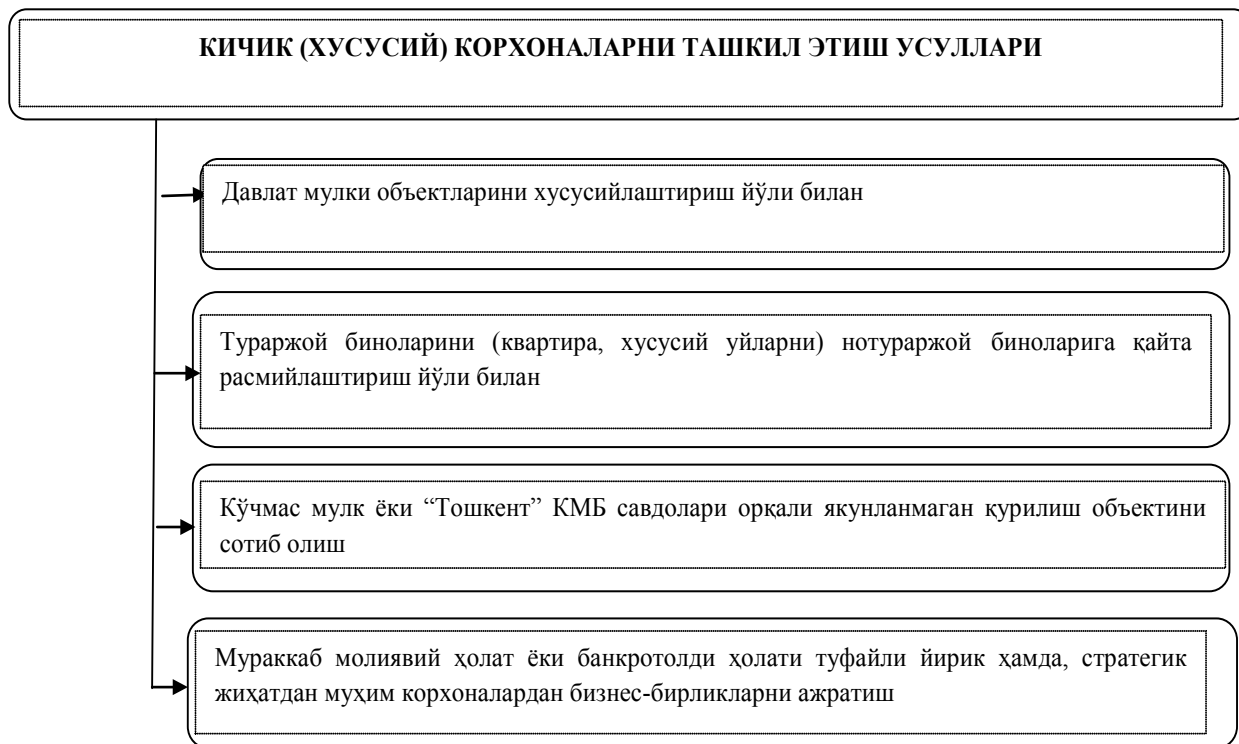 КИЧИК (ХУСУСИЙ) КОРХОНАЛАРНИ ТАШКИЛ ЭТИШ УСУЛЛАРИ
Давлат мулки объектларини хусусийлаштириш йўли билан
Тураржой биноларини (квартира, хусусий уйларни) нотураржой биноларига қайта
расмийлаштириш йўли билан
Кўчмас мулк ёки “Тошкент” КМБ савдолари орқали якунланмаган қурилиш объектини
сотиб олиш
Мураккаб молиявий ҳолат ёки банкротолди ҳолати туфайли йирик ҳамда, стратегик
жиҳатдан муҳим корхоналардан бизнес-бирликларни ажратиш